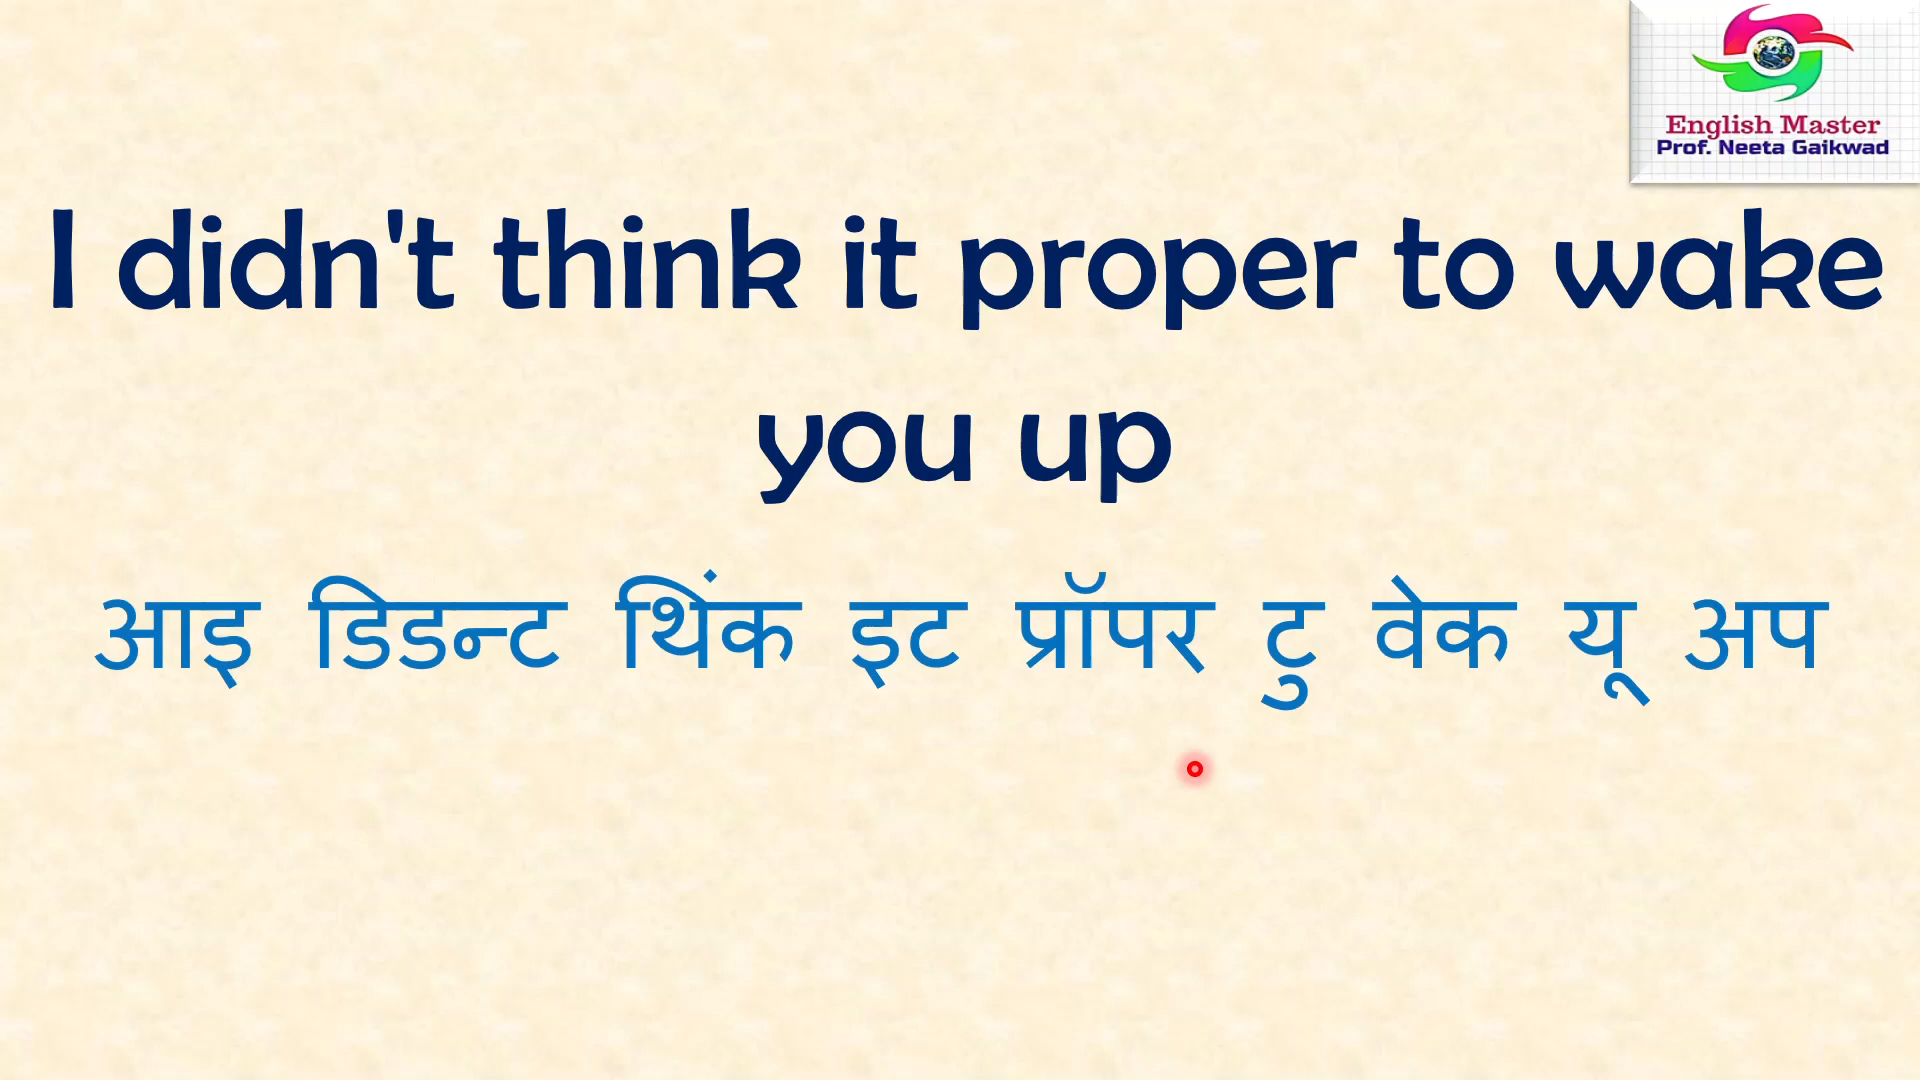 English Master
Prof. Neeta Gaikwad
I didn't think it proper to wake
you up
आइ डिडन्ट थिंक इट प्रॉपर टु वेक यू अप